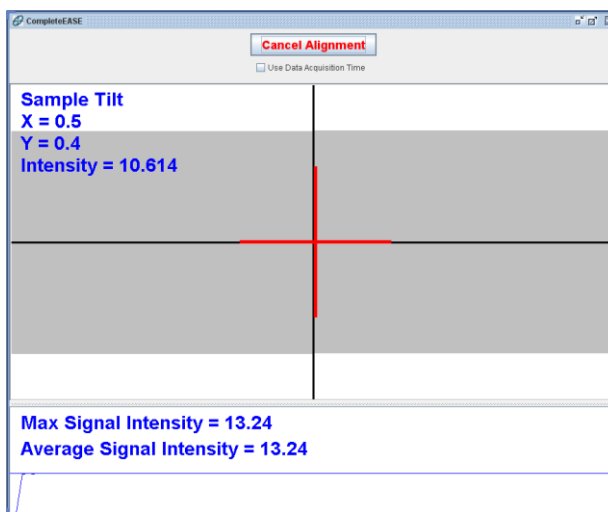 CompleteEASE
Cancel Alignment
Use Data Acquisition Time
Sample Tilt
X = 0.5
Y = 0.4
Intensity = 10.614
Max Signal Intensity = 13.24
Average Signal Intensity = 13.24